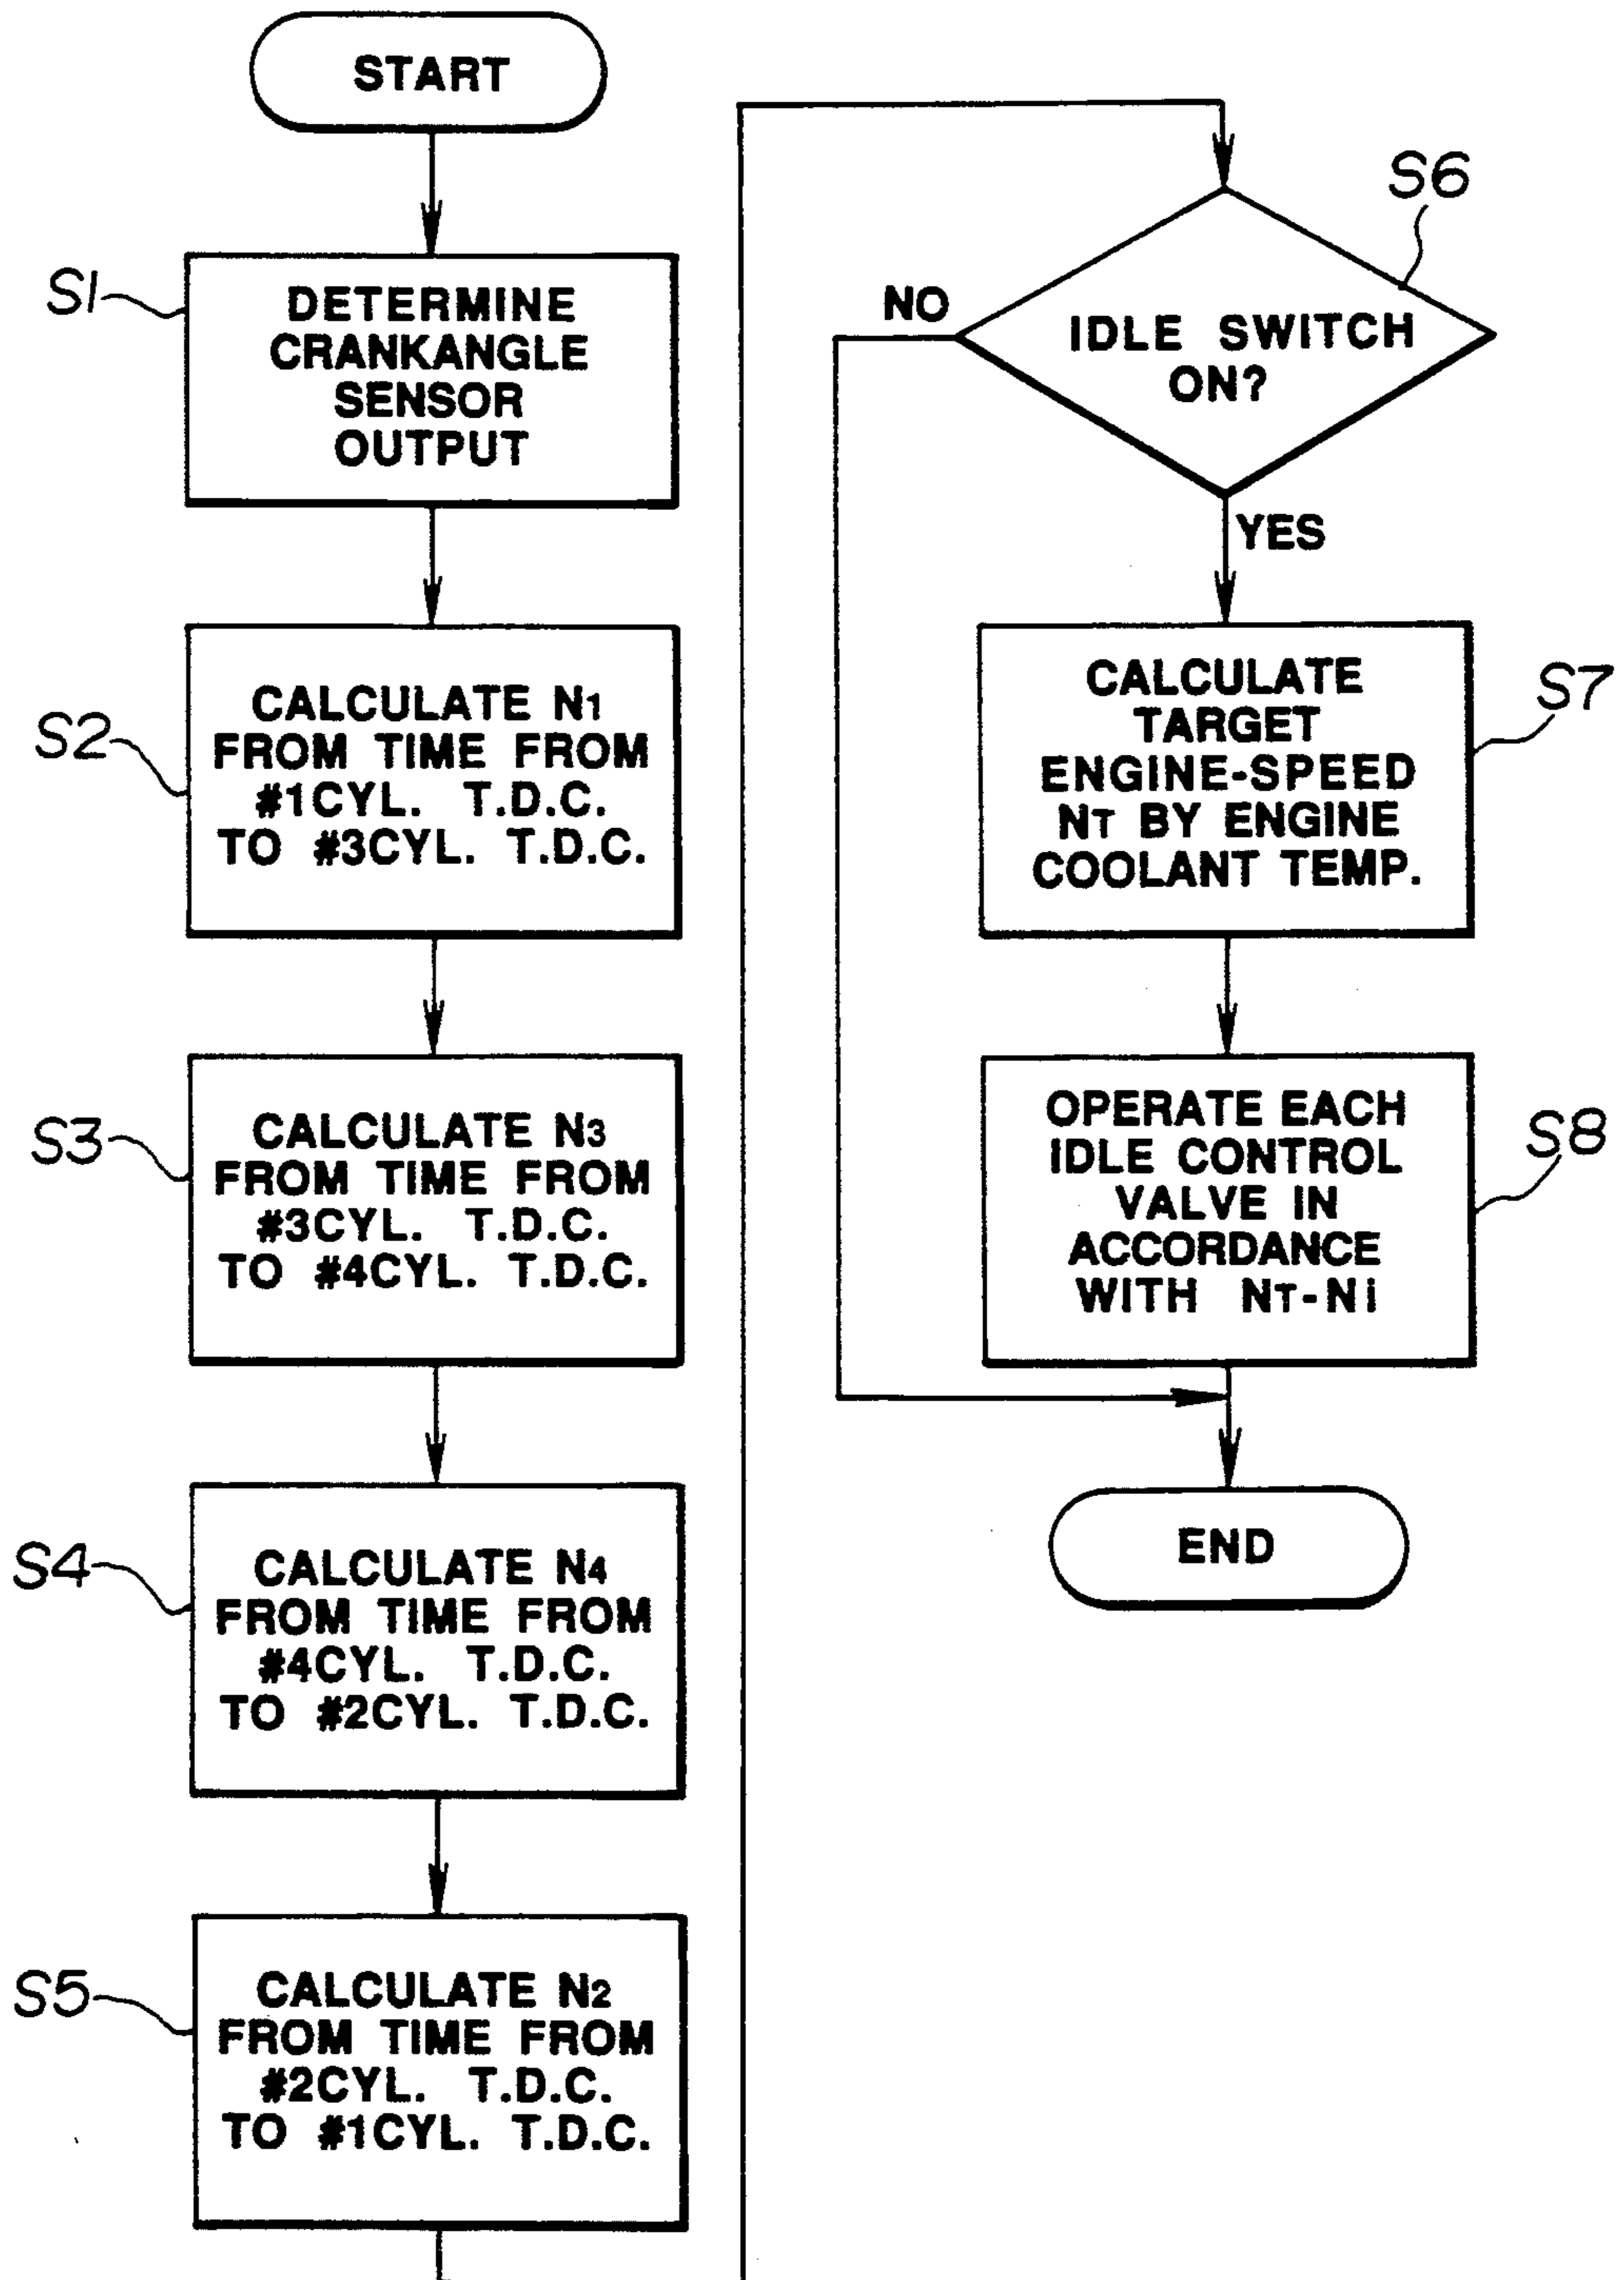 START
S1
DETERMINE
CRANKANGLE
SENSOR
OUTPUT
S2
CALCULATE N1
FROM TIME FROM
#1CYL. T.D.C.
TO #3CYL. T.D.C.
S3
CALCULATE N3
FROM TIME FROM
#3CYL. T.D.C.
TO #4CYL. T.D.C.
S4
CALCULATE N4
FROM TIME FROM
#4CYL. T.D.C.
TO #2CYL. T.D.C.
S5
CALCULATE N2
FROM TIME FROM
#2CYL. T.D.C.
TO #1CYL. T.D.C.
S6
NO
IDLE SWITCH
ON?
YES
S7
CALCULATE
TARGET
ENGINE-SPEED
NT BY ENGINE
COOLANT TEMP.
S8
OPERATE EACH
IDLE CONTROL
VALVE IN
ACCORDANCE
WITH NT-Ni
END